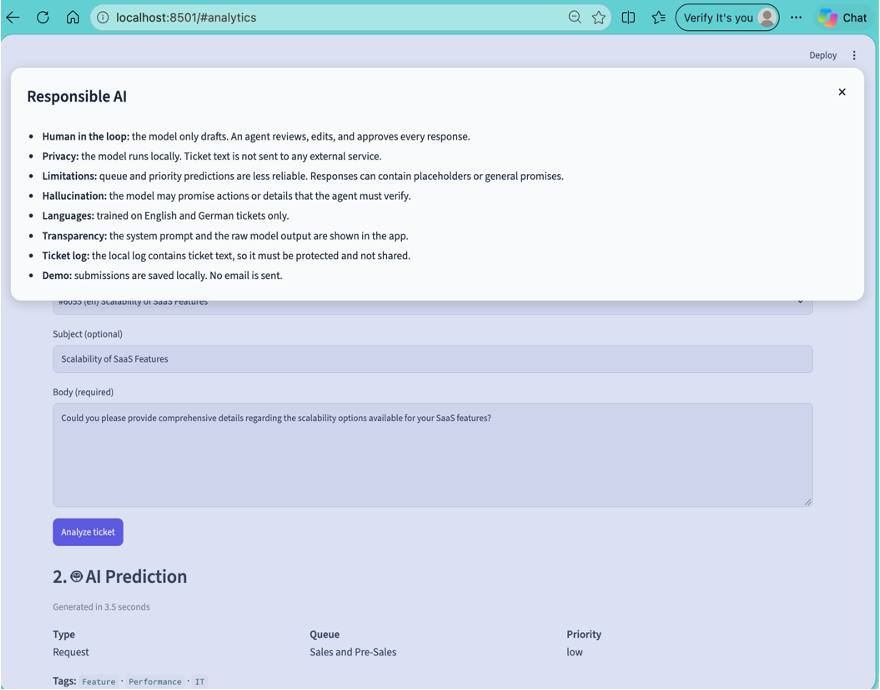 localhost:8501/#analytics
Verify It's you
Chat
Deploy
Responsible AI
Human in the loop: the model only drafts. An agent reviews, edits, and approves every response.
Privacy: the model runs locally. Ticket text is not sent to any external service.
Limitations: queue and priority predictions are less reliable. Responses can contain placeholders or general promises.
Hallucination: the model may promise actions or details that the agent must verify.
Languages: trained on English and German tickets only.
Transparency: the system prompt and the raw model output are shown in the app.
Ticket log: the local log contains ticket text, so it must be protected and not shared.
Demo: submissions are saved locally. No email is sent.
(en) Scalability of SaaS Features
Subject (optional)
Scalability of SaaS Features
Body (required)
Could you please provide comprehensive details regarding the scalability options available for your SaaS features?
Analyze ticket
2. AI Prediction
Generated in 3.5 seconds
Type Queue Priority
Request Sales and Pre-Sales low
Tags: Feature · Performance · IT